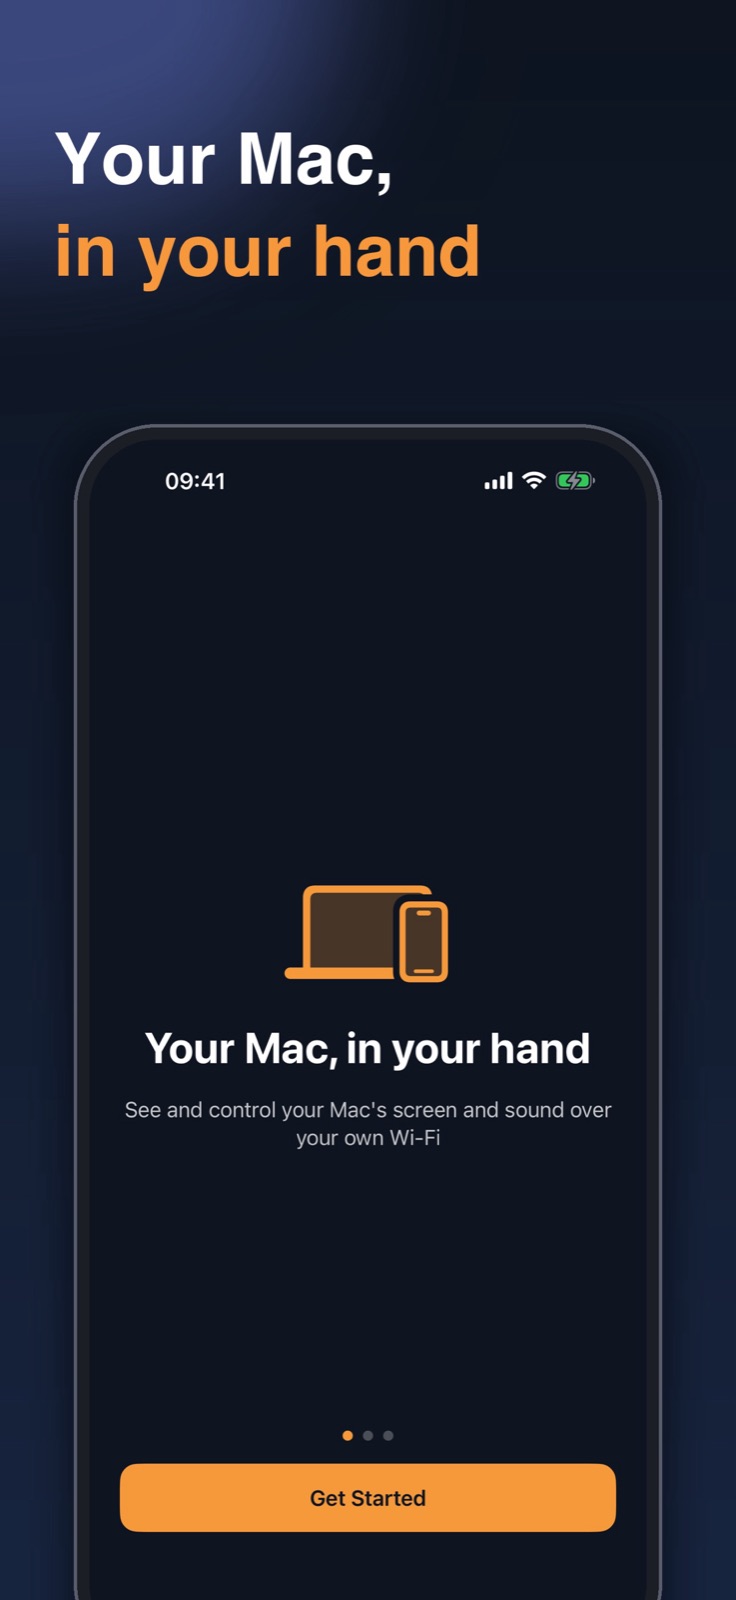 Your Mac,
in your hand
09:41
Your Mac, in your hand
See and control your Mac's screen and sound over
your own Wi-Fi
Get Started